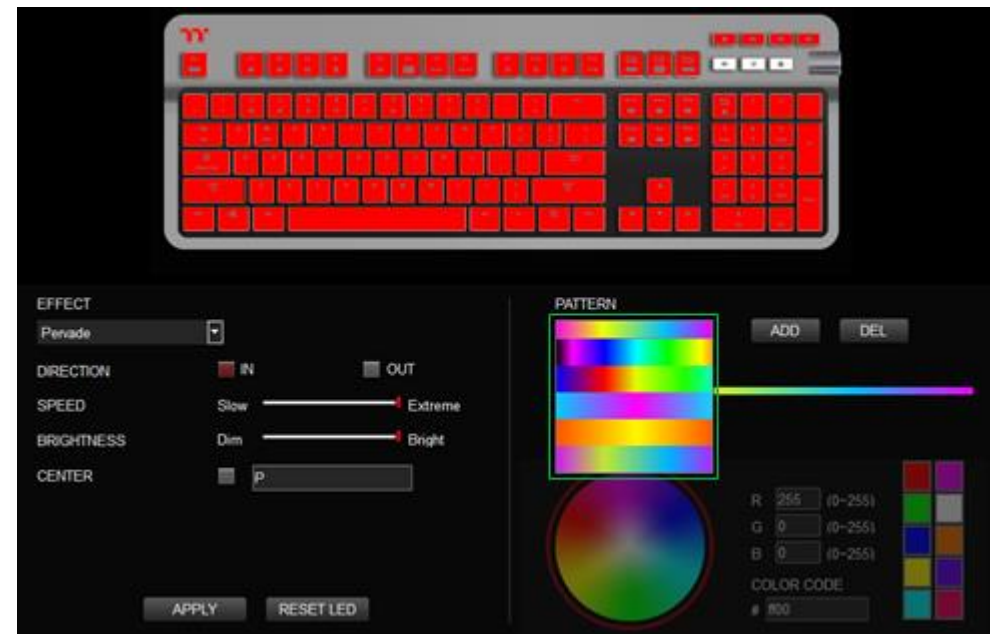 EFFECT
Pervade
DIRECTION IN OUT
SPEED Slow Extreme
BRIGHTNESS Dim Bright
CENTER P
APPLY RESET LED
PATTERN
ADD DEL
R 255 (0~255)
G 0 (0~255)
B 0 (0~255)
COLOR CODE
# ff00